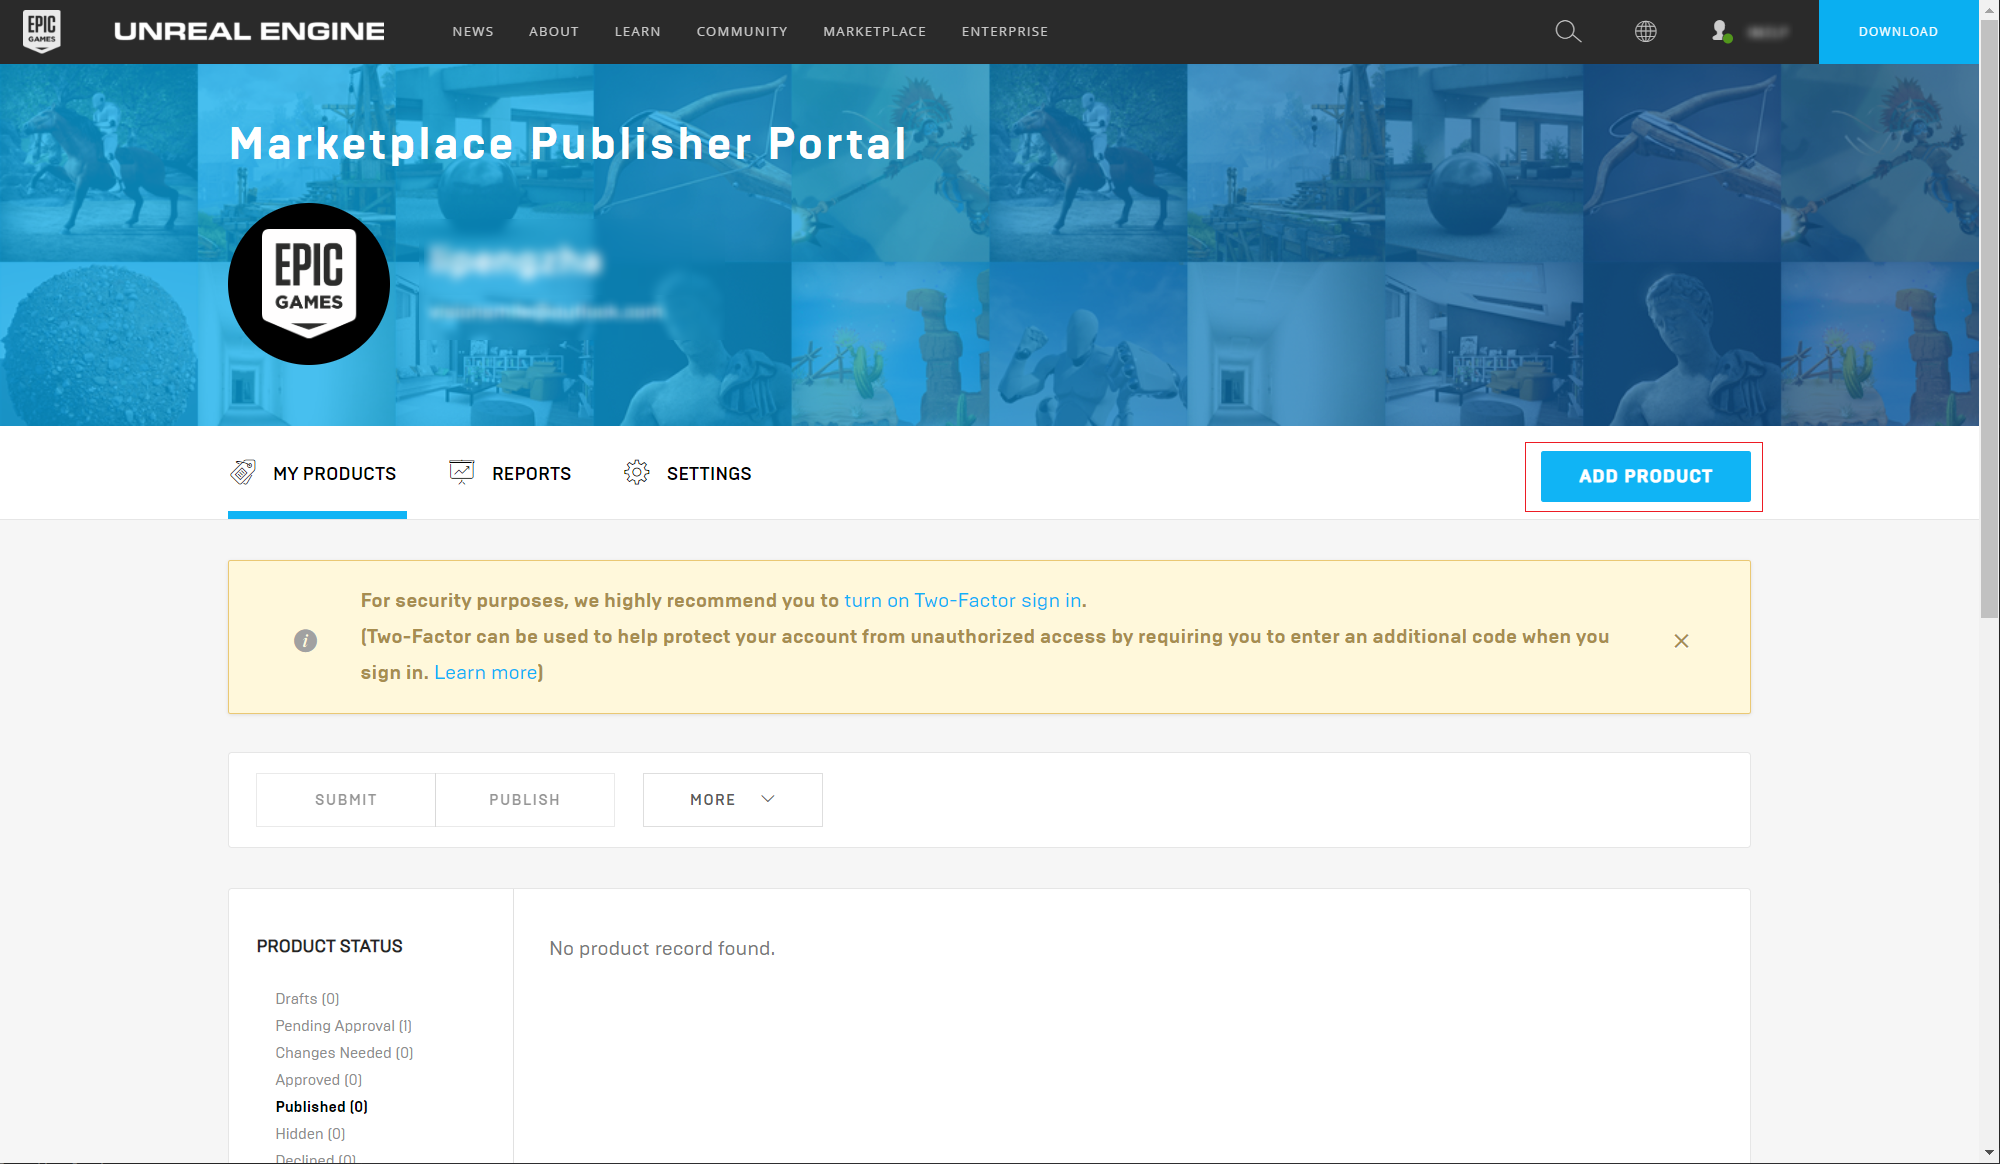 EPIC
GAMES
UNREAL ENGINE
NEWS
ABOUT
LEARN
COMMUNITY
MARKETPLACE
ENTERPRISE
DOWNLOAD
Marketplace Publisher Portal
EPIC
GAMES
MY PRODUCTS
REPORTS
SETTINGS
ADD PRODUCT
For security purposes, we highly recommend you to turn on Two-Factor sign in.
(Two-Factor can be used to help protect your account from unauthorized access by requiring you to enter an additional code when you
sign in. Learn more)
SUBMIT
PUBLISH
MORE
PRODUCT STATUS
No product record found.
Drafts (0)
Pending Approval (1)
Changes Needed (0)
Approved (0)
Published (0)
Hidden (0)
Declined (0)